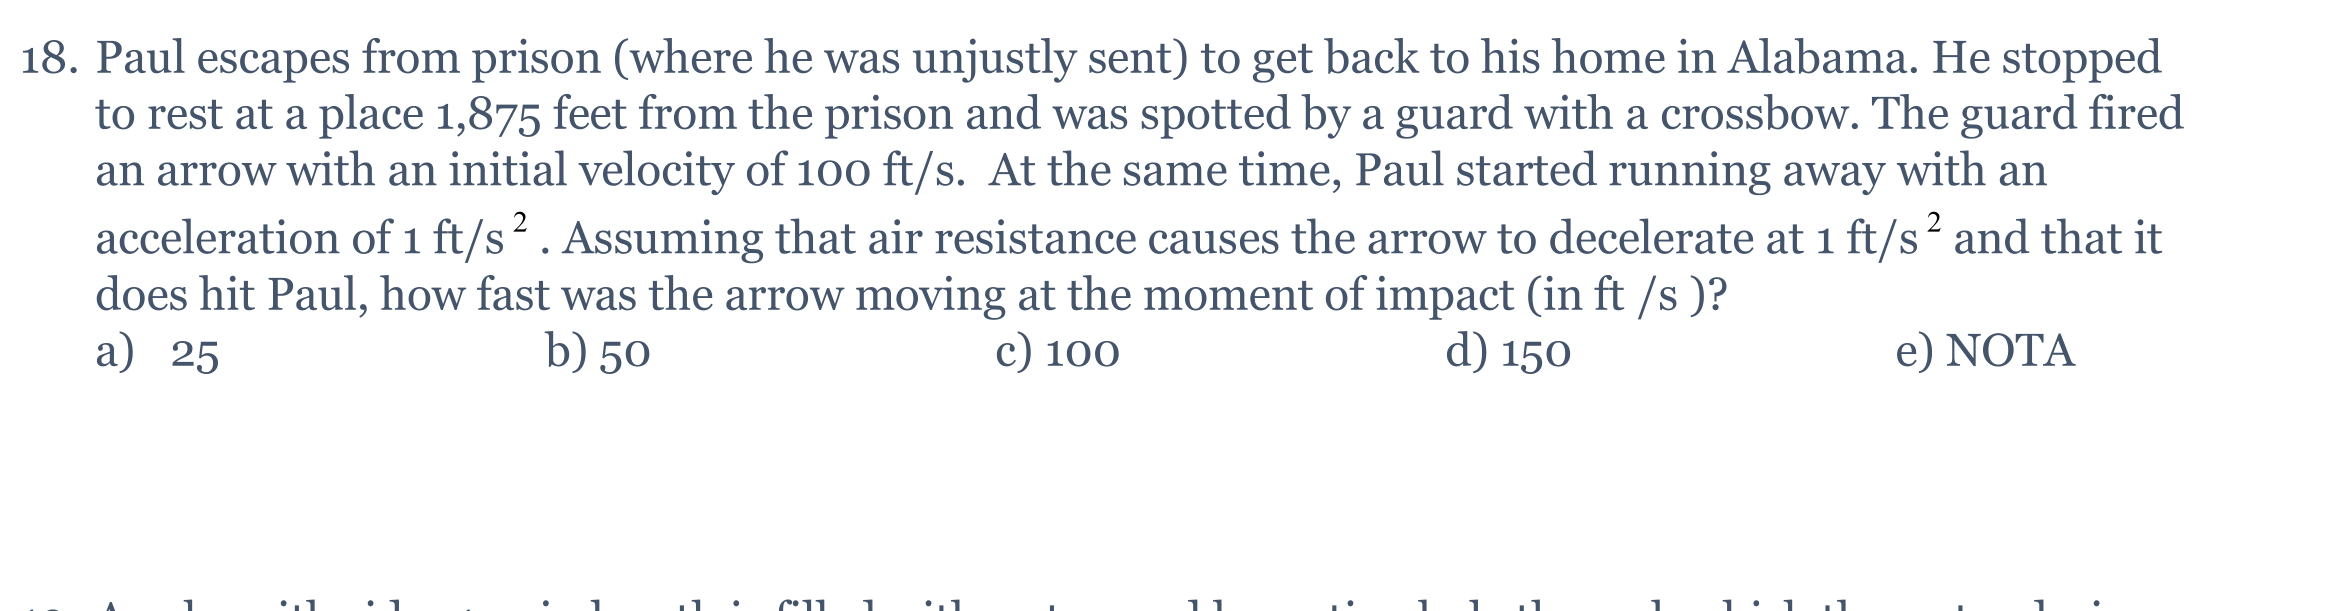 18. Paul escapes from prison (where he was unjustly sent) to get back to his home in Alabama. He stopped
to rest at a place 1,875 feet from the prison and was spotted by a guard with a crossbow. The guard fired
an arrow with an initial velocity of 100 ft/s.  At the same time, Paul started running away with an
acceleration of 1 ft/s². Assuming that air resistance causes the arrow to decelerate at 1 ft/s² and that it
does hit Paul, how fast was the arrow moving at the moment of impact (in ft /s )?
a) 25 b) 50 c) 100 d) 150 e) NOTA